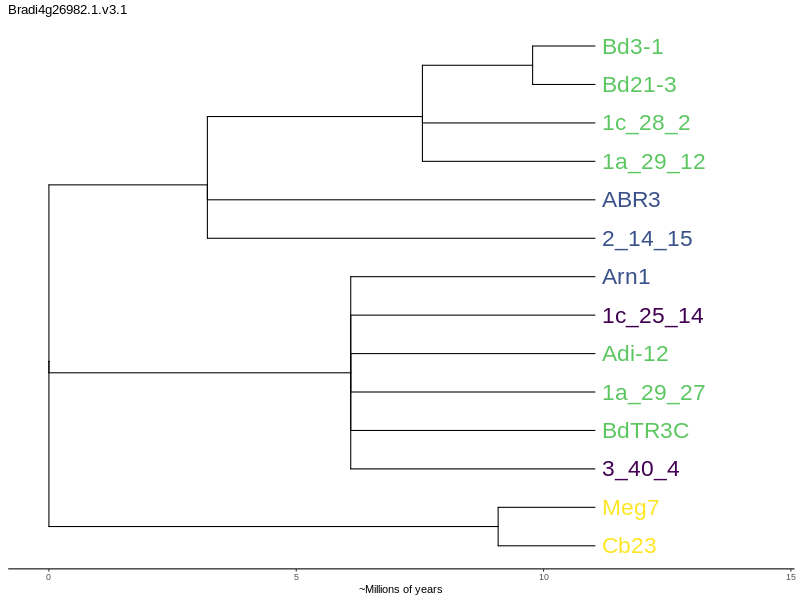 Bradi4g26982.1.v3.1
Bd3-1
Bd21-3
1c_28_2
1a_29_12
ABR3
2_14_15
Arn1
1c_25_14
Adi-12
1a_29_27
BdTR3C
3_40_4
Meg7
Cb23
0 5 10 15
~Millions of years